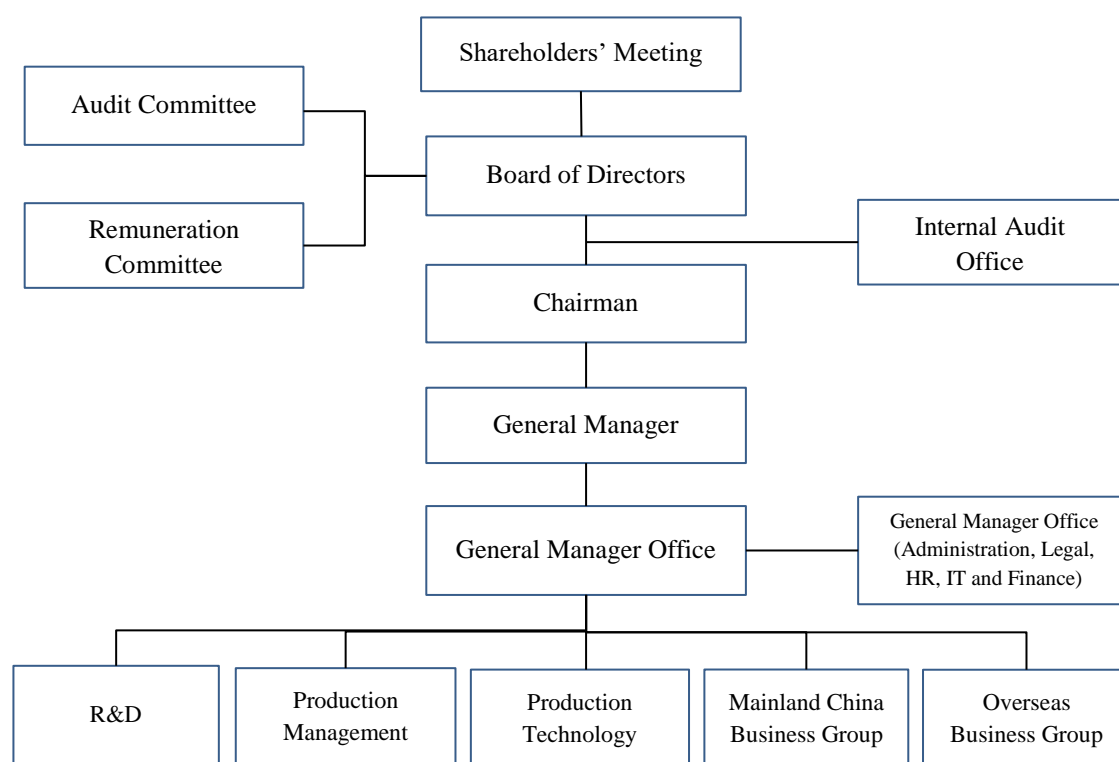 Shareholders’ Meeting
Audit Committee
Board of Directors
Remuneration
Committee
Internal Audit
Office
Chairman
General Manager
General Manager Office
General Manager Office
(Administration, Legal,
HR, IT and Finance)
R&D
Production
Management
Production
Technology
Mainland China
Business Group
Overseas
Business Group